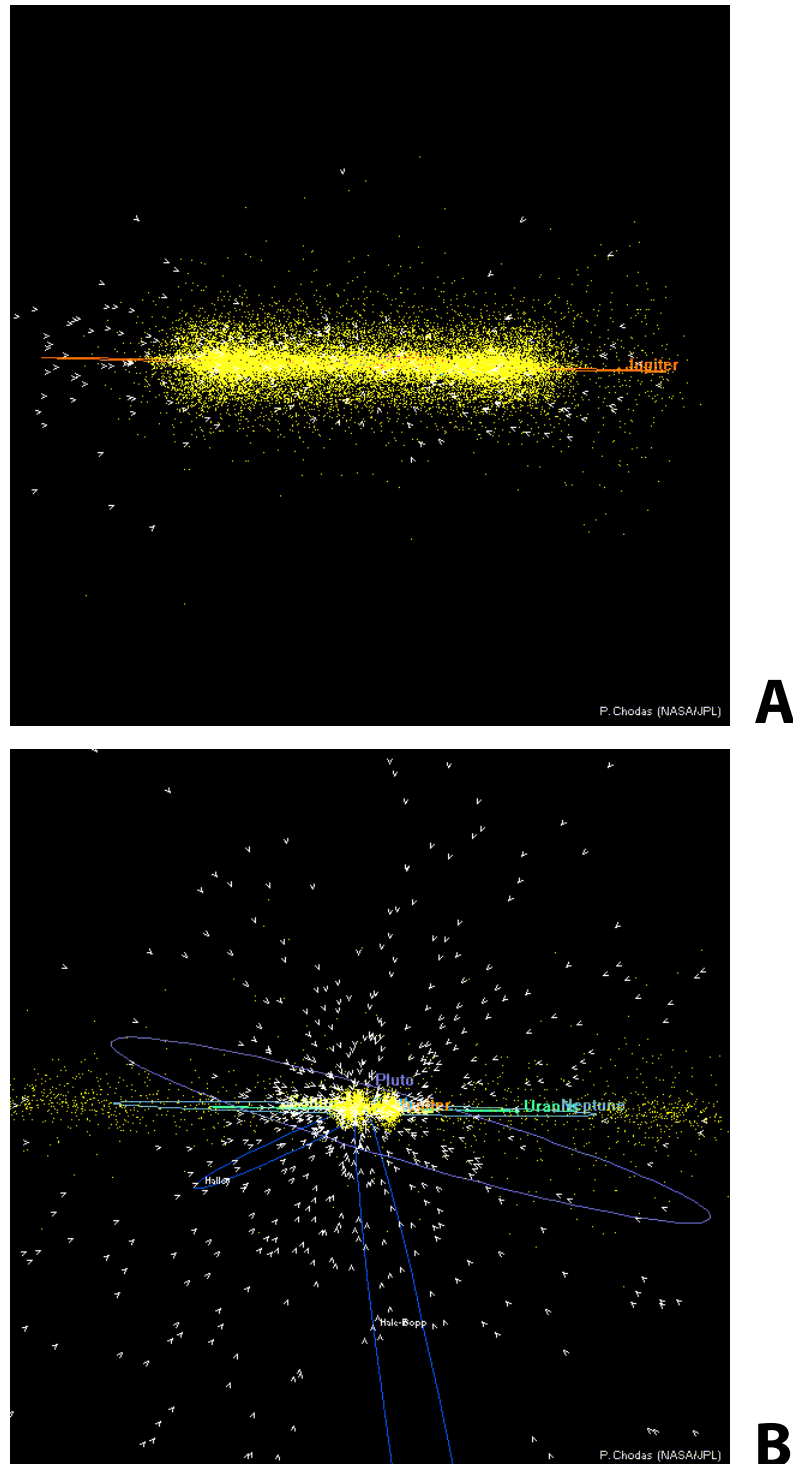 Jupiter
P. Chodas (NASA/JPL)
A
Pluto
Uranus Neptune
Halley
Hale-Bopp
P. Chodas (NASA/JPL)
B